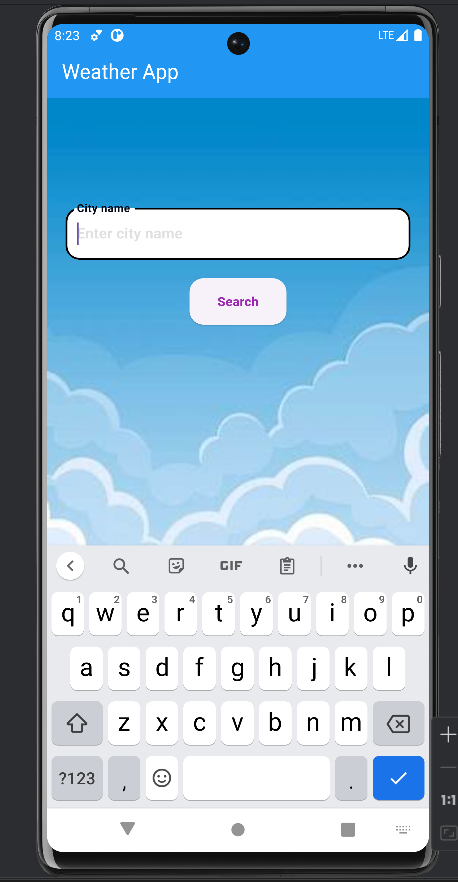 8:23 LTE
Weather App
City name
Enter city name
Search
GIF
1 2 3 4 5 6 7 8 9 0
q w e r t y u i o p
a s d f g h j k l
z x c v b n m
?123 , .
1:1